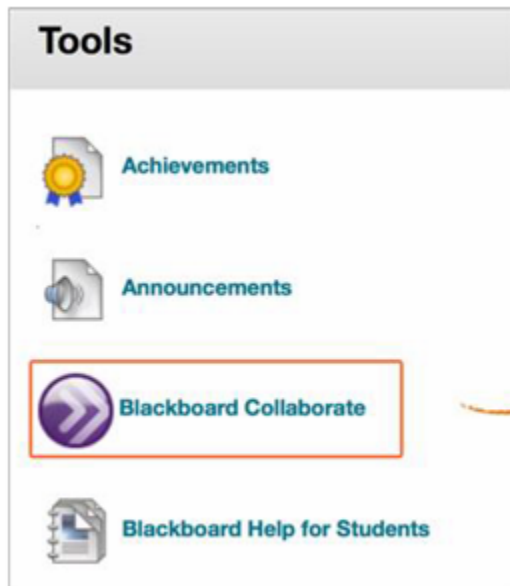 Tools
Achievements
Announcements
Blackboard Collaborate
Blackboard Help for Students